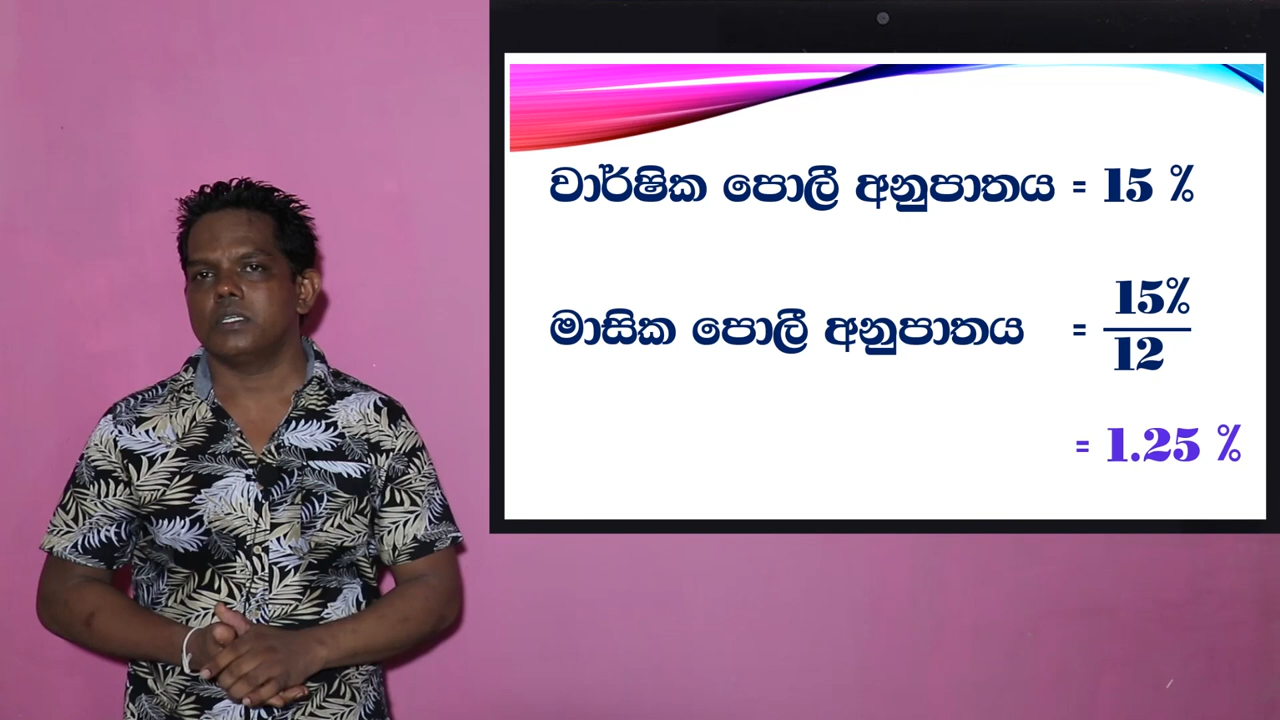 වාර්ෂික පොලී අනුපාතය = 15 %
මාසික පොලී අනුපාතය = 15%
12
= 1.25 %